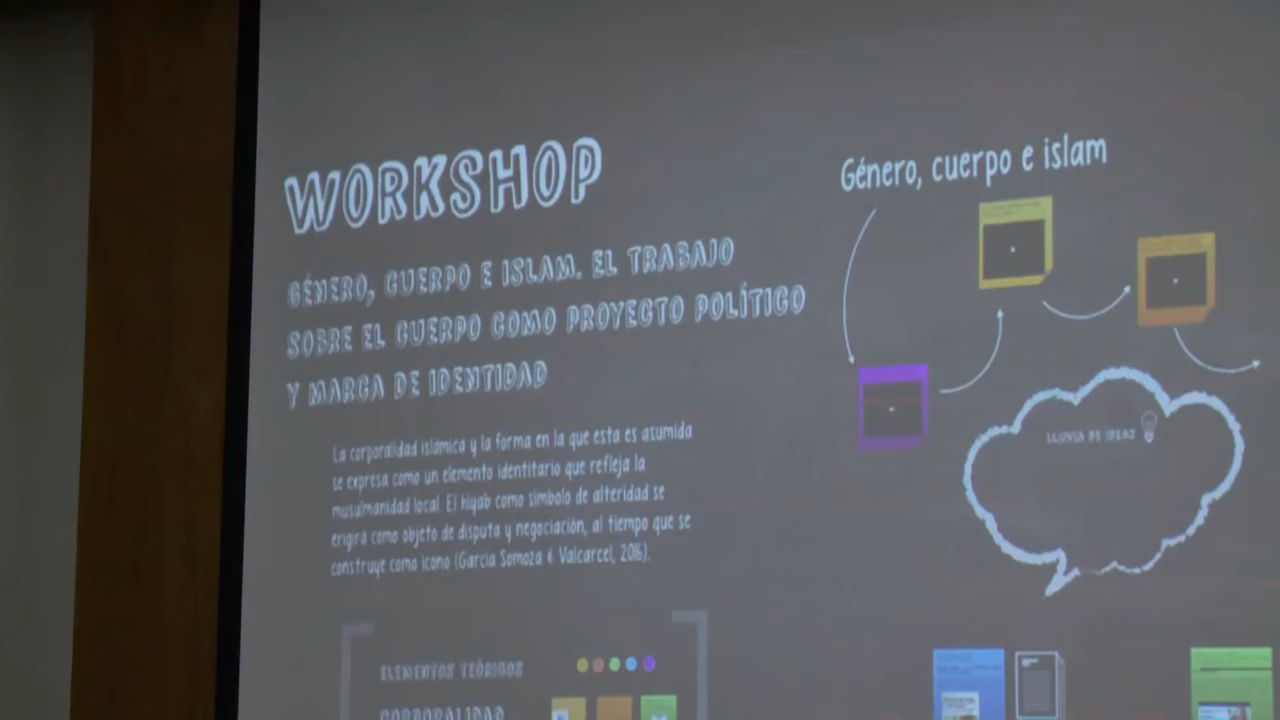 WORKSHOP
GÉNERO, CUERPO E ISLAM. EL TRABAJO
SOBRE EL CUERPO COMO PROYECTO POLÍTICO
Y MARCA DE IDENTIDAD
La corporalidad islámica y la forma en la que esta es asumida
se expresa como un elemento identitario que refleja la
musulmanidad local. El hiyab como símbolo de alteridad se
erigirá como objeto de disputa y negociación, al tiempo que se
construye como icono (García Somoza & Valcarcel, 2016).
ELEMENTOS TEÓRICOS
CORPORALIDAD
Género, cuerpo e islam
LLUVIA DE IDEAS